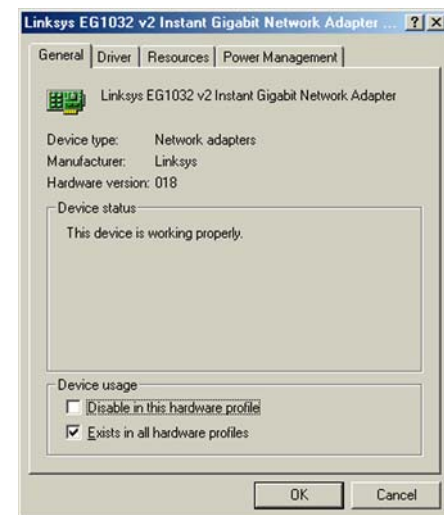 Linksys EG1032 v2 Instant Gigabit Network Adapter ...
General Driver Resources Power Management
Linksys EG1032 v2 Instant Gigabit Network Adapter
Device type: Network adapters
Manufacturer: Linksys
Hardware version: 018
Device status
This device is working properly.
Device usage
Disable in this hardware profile
Exists in all hardware profiles
OK Cancel